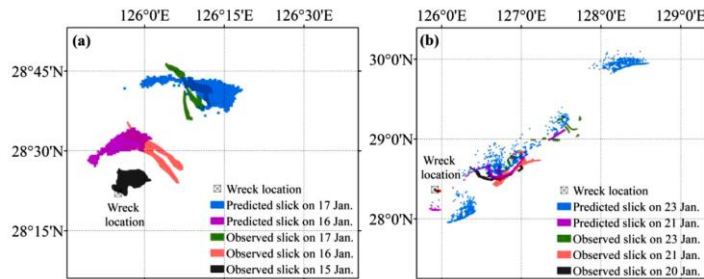 126°0'E 126°15'E 126°30'E
(a)
28°45'N
28°30'N
28°15'N
Wreck
location
Wreck location
Predicted slick on 17 Jan.
Predicted slick on 16 Jan.
Observed slick on 17 Jan.
Observed slick on 16 Jan.
Observed slick on 15 Jan.
126°0'E 127°0'E 128°0'E 129°0'E
(b)
30°0'N
29°0'N
28°0'N
Wreck
location
Wreck location
Predicted slick on 23 Jan.
Predicted slick on 21 Jan.
Observed slick on 23 Jan.
Observed slick on 21 Jan.
Observed slick on 20 Jan.